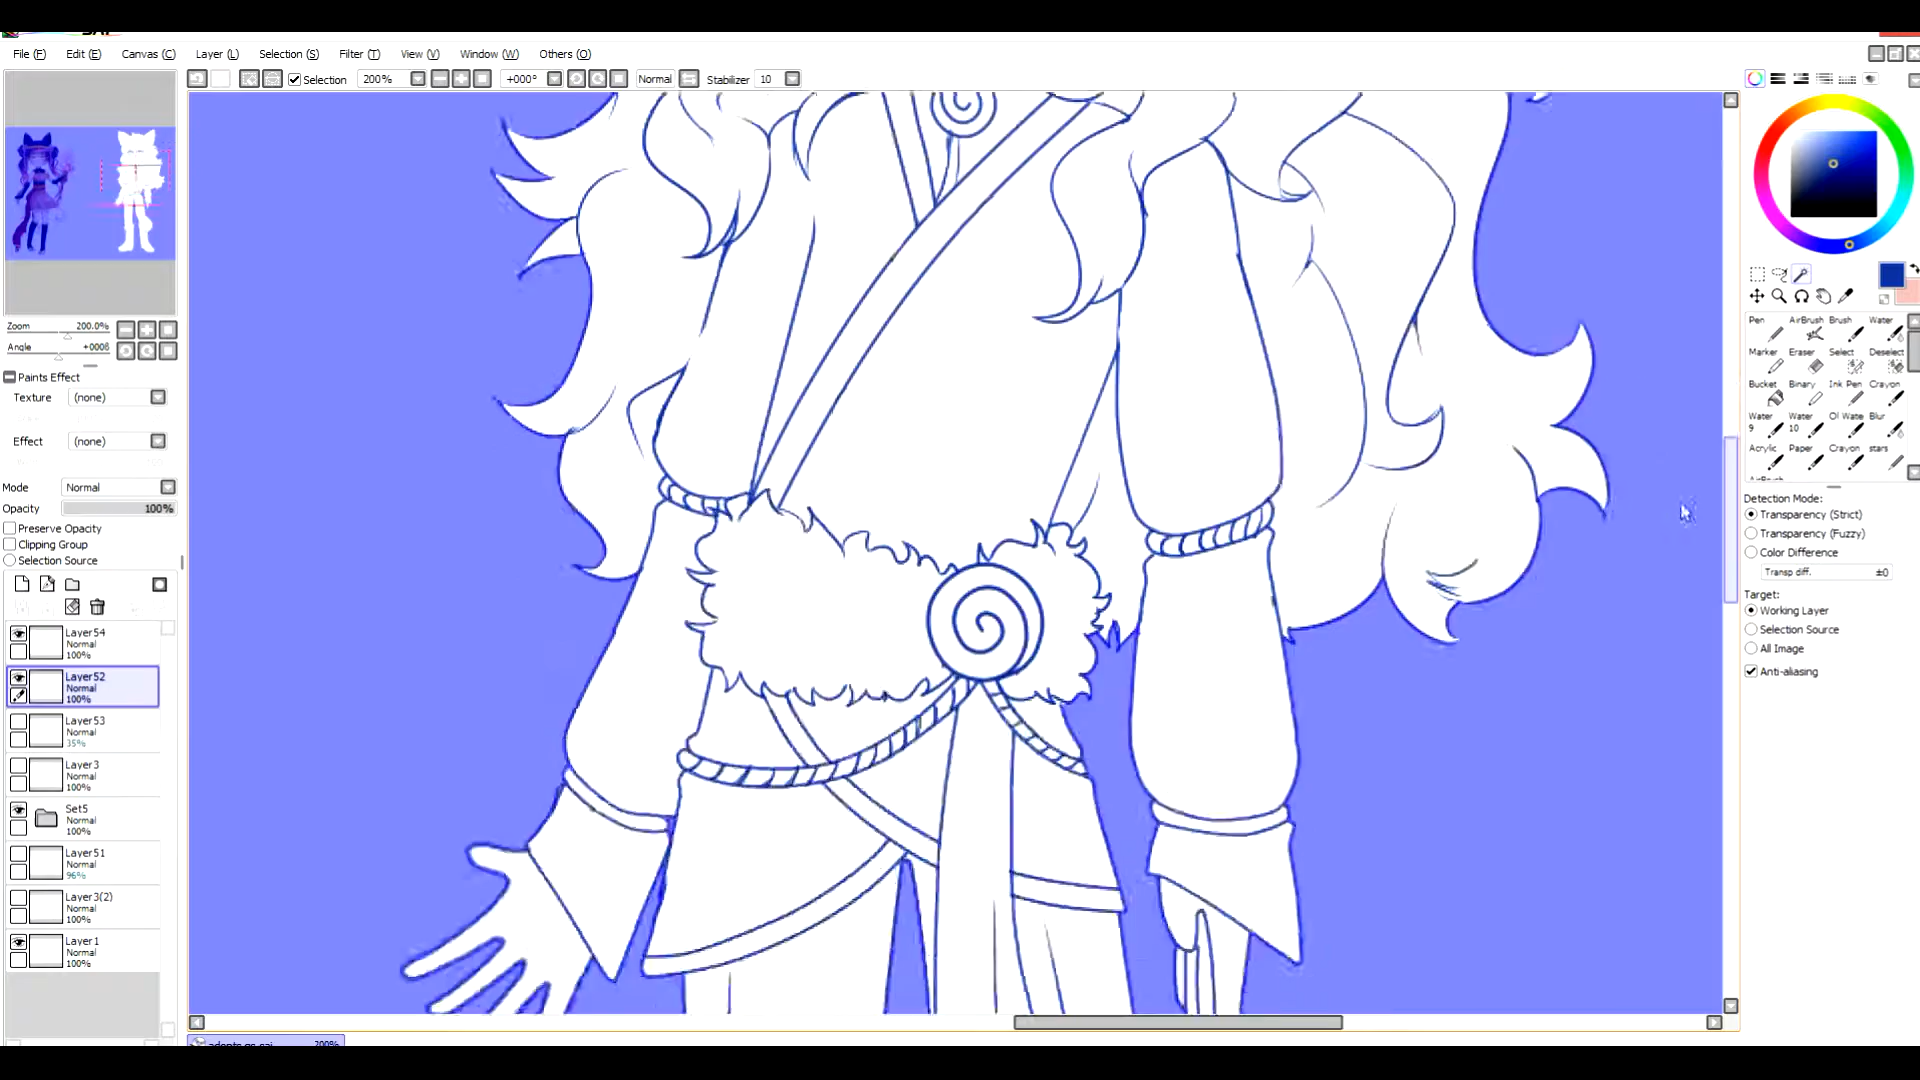 File (F) Edit (E) Canvas (C) Layer (L) Selection (S) Filter (T) View (V) Window (W) Others (O)
Selection 200% +000° Normal Stabilizer 10
Zoom 200.0%
Angle +000ß
Paints Effect
Texture (none)
Effect (none)
Mode Normal
Opacity 100%
Preserve Opacity
Clipping Group
Selection Source
Layer54
Normal
100%
Layer52
Normal
100%
Layer53
Normal
35%
Layer3
Normal
100%
Set5
Normal
100%
Layer51
Normal
96%
Layer3(2)
Normal
100%
Layer1
Normal
100%
Pen AirBrush Brush Water
Marker Eraser Select Deselect
Bucket Binary Ink Pen Crayon
Water Water Ol Wate Blur
9 10
Acrylic Paper Crayon stars
Detection Mode:
Transparency (Strict)
Transparency (Fuzzy)
Color Difference
Transp diff. ±0
Target:
Working Layer
Selection Source
All Image
Anti-aliasing
200%